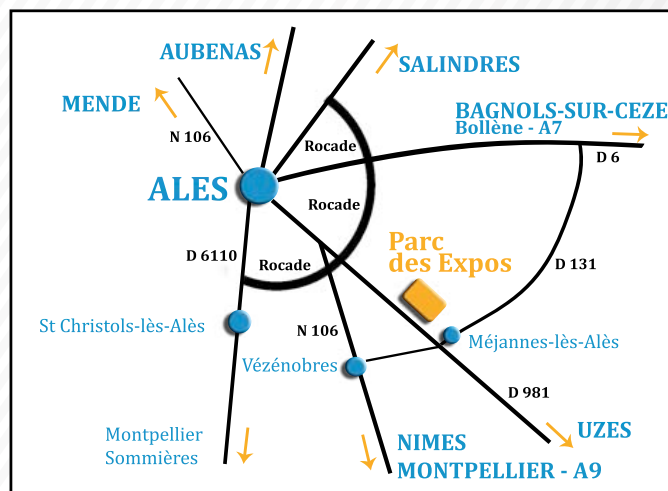 AUBENAS
SALINDRES
MENDE
BAGNOLS-SUR-CEZE
Bollène - A7
N 106
Rocade
D 6
ALES
Rocade
Parc
des Expos
D 6110
Rocade
D 131
St Christols-lès-Alès
N 106
Méjannes-lès-Alès
Vézénobres
D 981
Montpellier
Sommières
NIMES
MONTPELLIER - A9
UZES